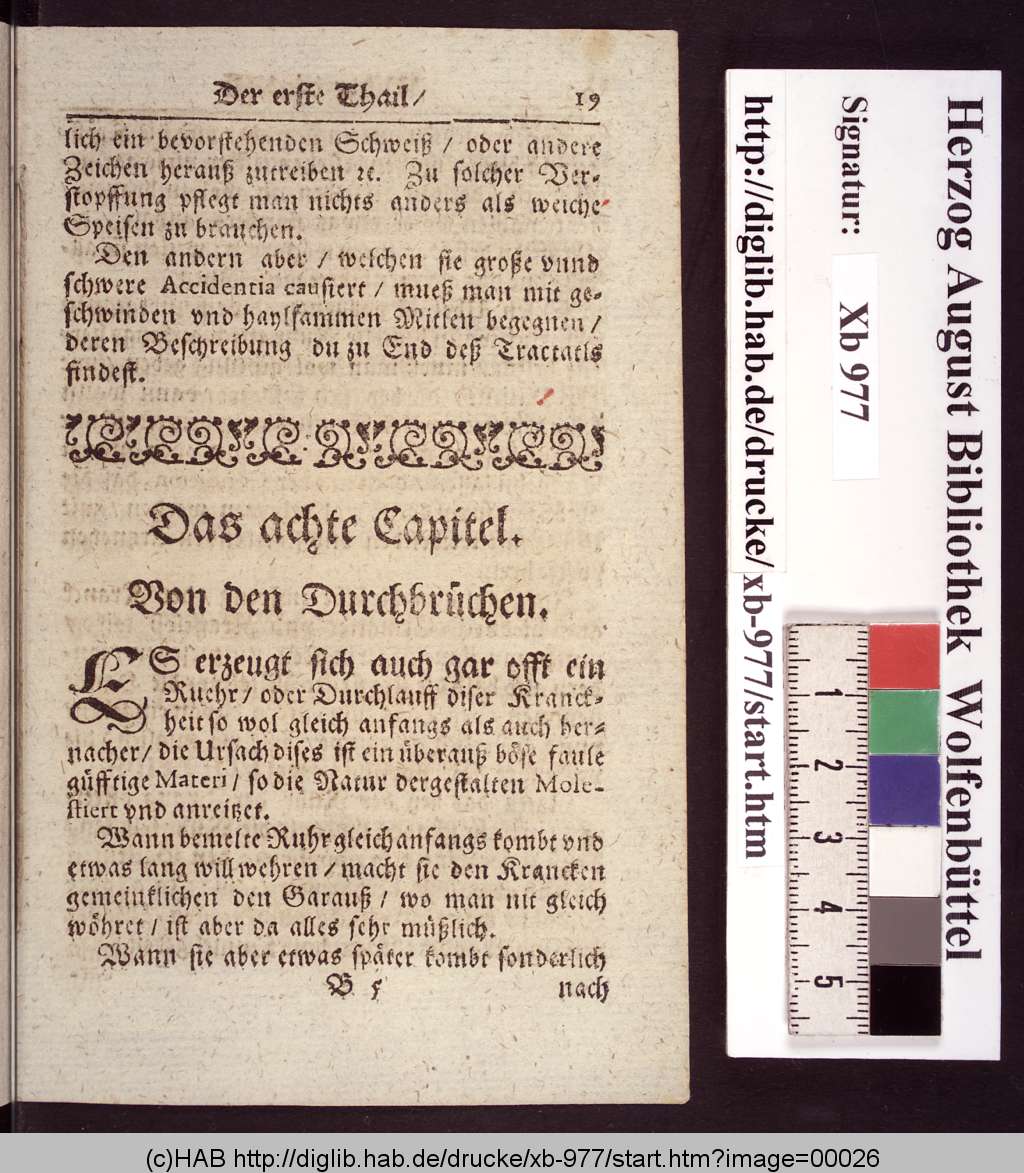 Der erste Thail/ 19
lich ein bevorstehenden Schweiß / oder andere
Zeichen herauß zutreiben ꝛc. Zu solcher Ver-
stopffung pflegt man nichts anders als weiche
Speisen zu brauchen.
Den andern aber / welchen sie große vnnd
schwere Accidentia causiert / mueß man mit ge-
schwinden vnd haylsammen Mitlen begegnen /
deren Beschreibung du zu End deß Tractatls
findest.
Das achte Capitel.
Von den Durchbrüchen.
ES erzeugt sich auch gar offt ein
Ruehr / oder Durchlauff diser Kranck-
heit so wol gleich anfangs als auch her-
nacher / die Ursach dises ist ein überauß böse faule
güfftige Materi / so die Natur dergestalten Mole-
stiert vnd anreitzet.
Wann bemelte Ruhr gleich anfangs kombt vnd
etwas lang will wehren / macht sie den Krancken
gemeinklichen den Garauß / wo man nit gleich
wöhret / ist aber da alles sehr müßlich.
Wann sie aber etwas später kombt sonderlich
B 5 nach
Herzog August Bibliothek Wolfenbüttel
Signatur: Xb 977
http://diglib.hab.de/drucke/xb-977/start.htm
1 2 3 4 5
(c)HAB http://diglib.hab.de/drucke/xb-977/start.htm?image=00026